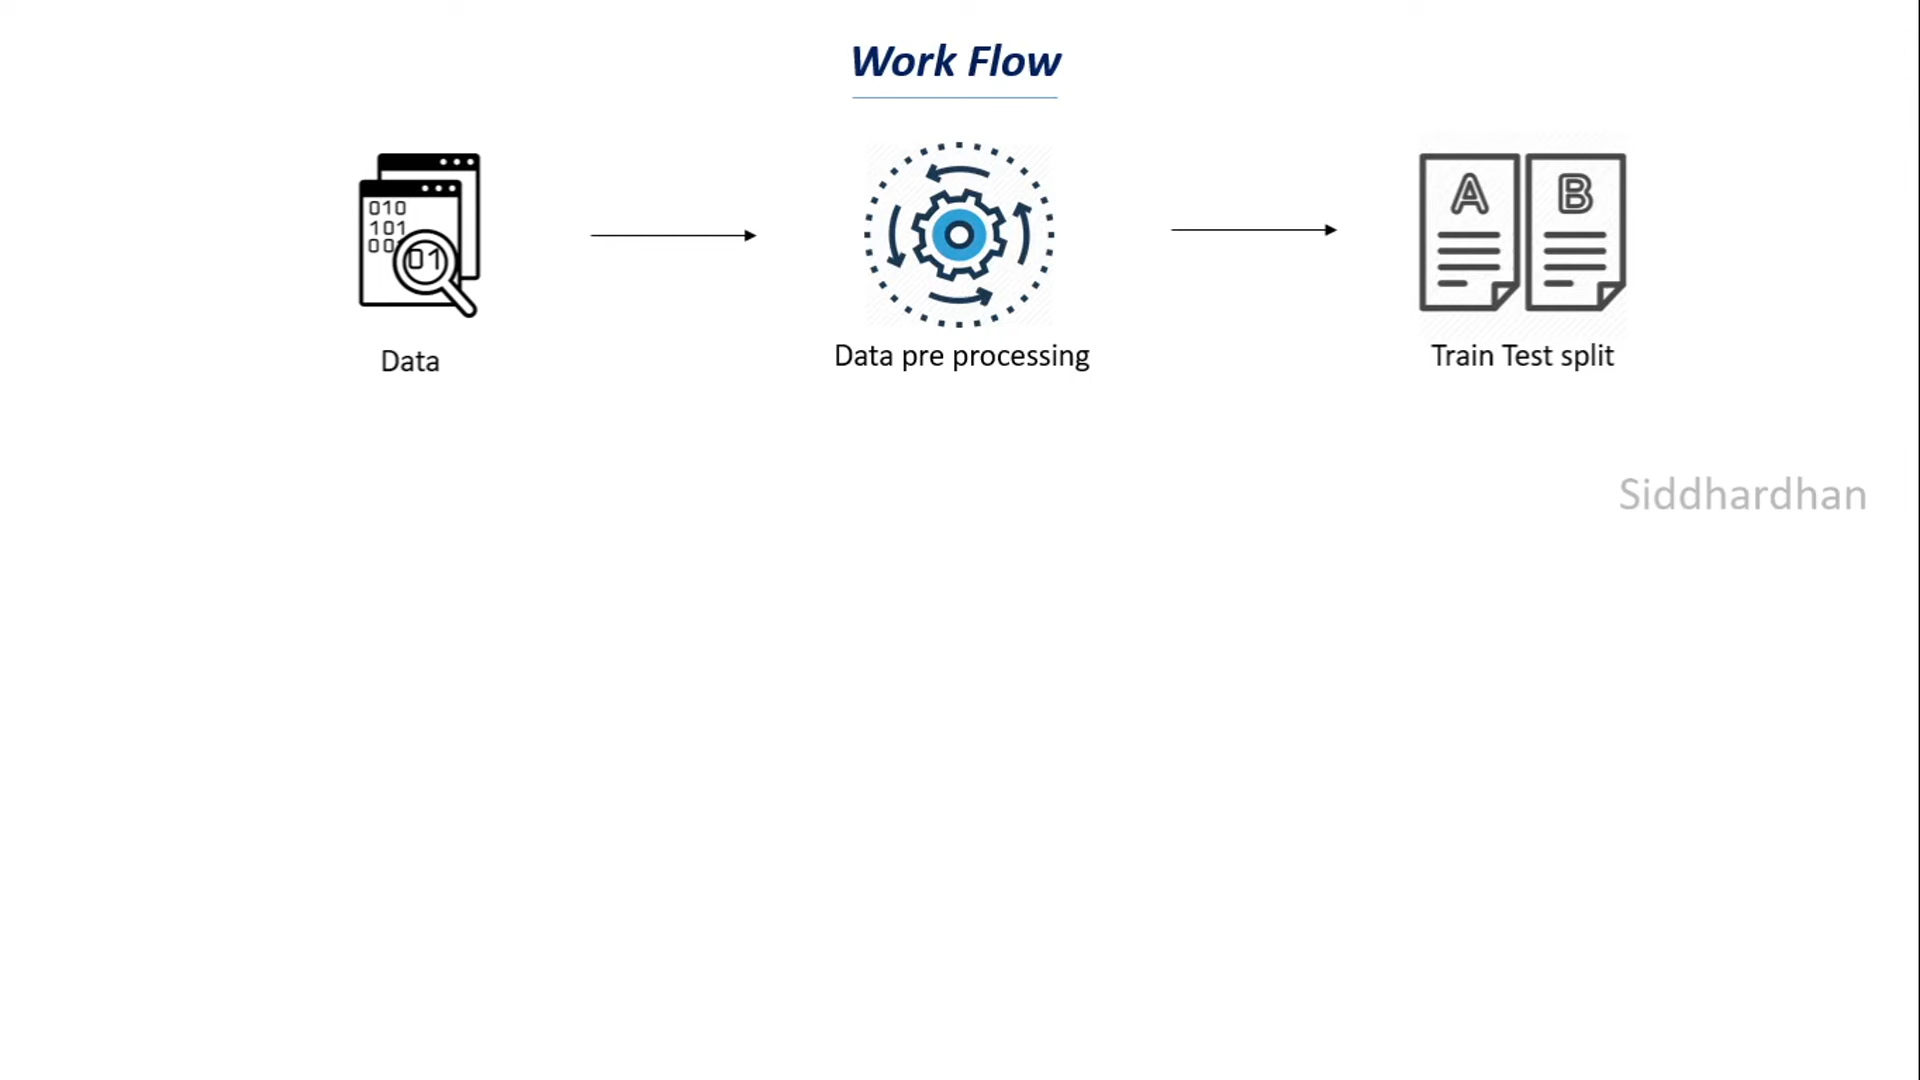 Work Flow
010
101
00
01
A
B
Data
Data pre processing
Train Test split
Siddhardhan